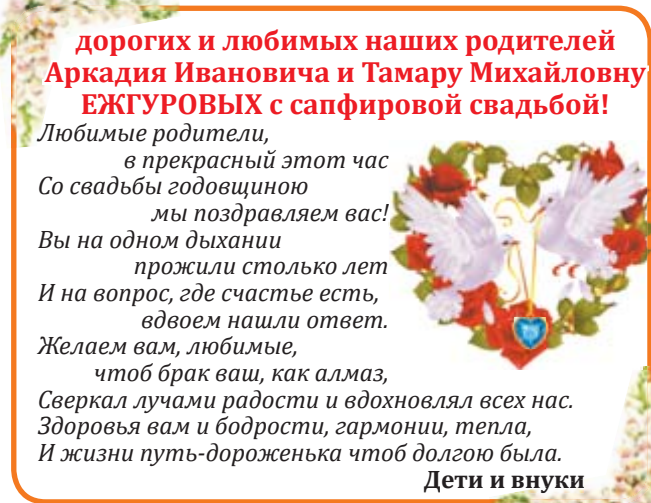 дорогих и любимых наших родителей
Аркадия Ивановича и Тамару Михайловну
ЕЖГУРОВЫХ с сапфировой свадьбой!
Любимые родители,
в прекрасный этот час
Со свадьбы годовщиною
мы поздравляем вас!
Вы на одном дыхании
прожили столько лет
И на вопрос, где счастье есть,
вдвоем нашли ответ.
Желаем вам, любимые,
чтоб брак ваш, как алмаз,
Сверкал лучами радости и вдохновлял всех нас.
Здоровья вам и бодрости, гармонии, тепла,
И жизни путь-дороженька чтоб долгою была.
Дети и внуки